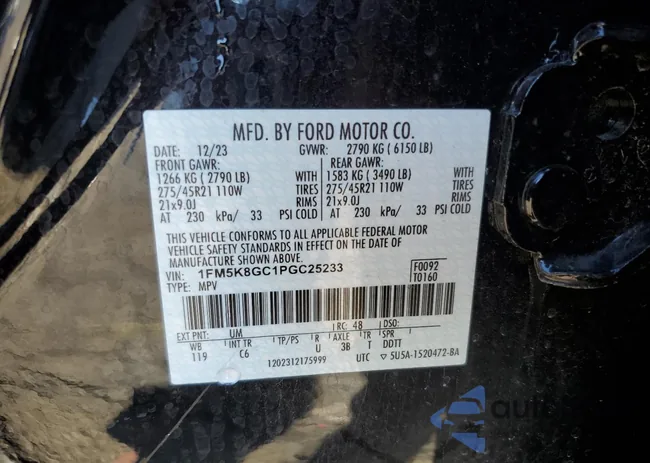 MFD. BY FORD MOTOR CO.
DATE: 12/23 GVWR: 2790 KG ( 6150 LB)
FRONT GAWR: REAR GAWR:
1266 KG ( 2790 LB) WITH 1583 KG ( 3490 LB) WITH
275/45R21 110W TIRES 275/45R21 110W TIRES
21x9.0J RIMS 21x9.0J RIMS
AT 230 kPa/ 33 PSI COLD AT 230 kPa/ 33 PSI COLD
THIS VEHICLE CONFORMS TO ALL APPLICABLE FEDERAL MOTOR
VEHICLE SAFETY STANDARDS IN EFFECT ON THE DATE OF
MANUFACTURE SHOWN ABOVE.
VIN: 1FM5K8GC1PGC25233 F0092
TYPE: MPV T0160
EXT PNT: UM RC: 48 DSO:
WB INT TR TP/PS R AXLE TR SPR
119 C6 U 3B T DDTT
1202312175999 UTC ▽ 5U5A-1520472-BA